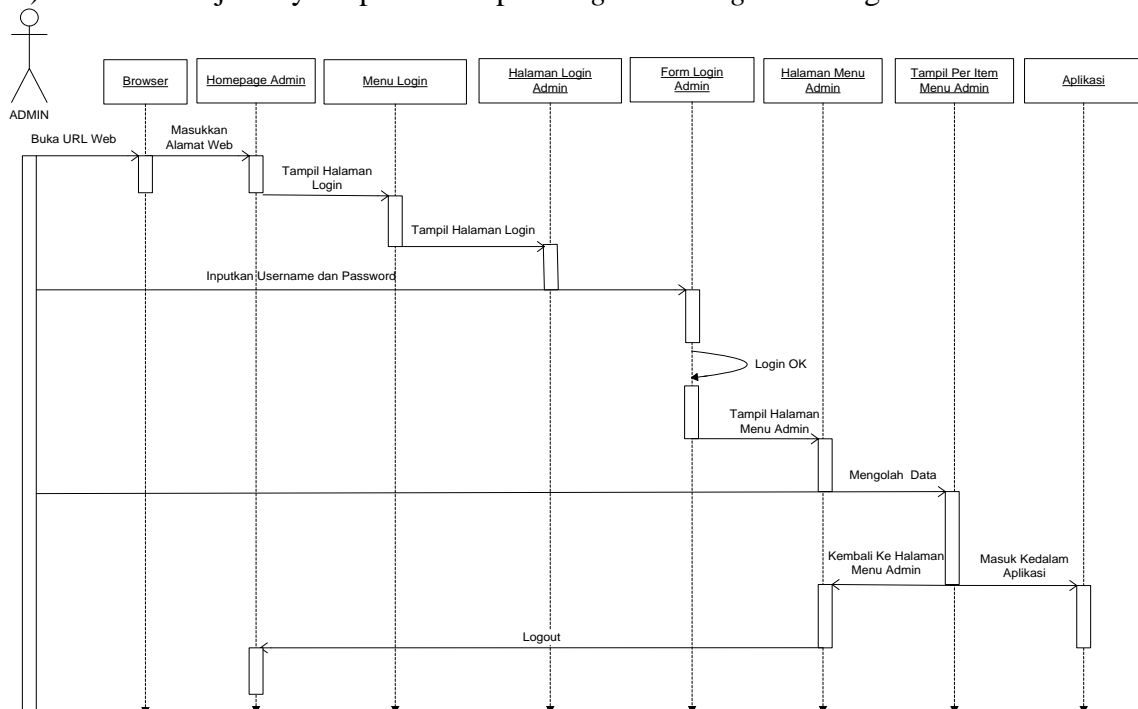 ADMIN
Browser
Homepage Admin
Menu Login
Halaman Login
Admin
Form Login
Admin
Halaman Menu
Admin
Tampil Per Item
Menu Admin
Aplikasi
Buka URL Web
Masukkan
Alamat Web
Tampil Halaman
Login
Tampil Halaman Login
Inputkan Username dan Password
Login OK
Tampil Halaman
Menu Admin
Mengolah Data
Kembali Ke Halaman
Menu Admin
Masuk Kedalam
Aplikasi
Logout